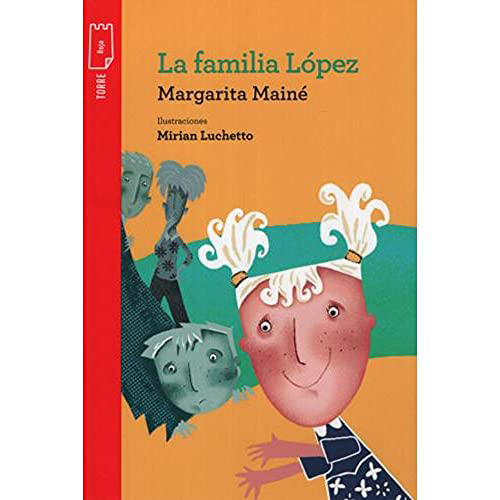 TORRE
Roja
La familia López
Margarita Mainé
Ilustraciones
Mirian Luchetto